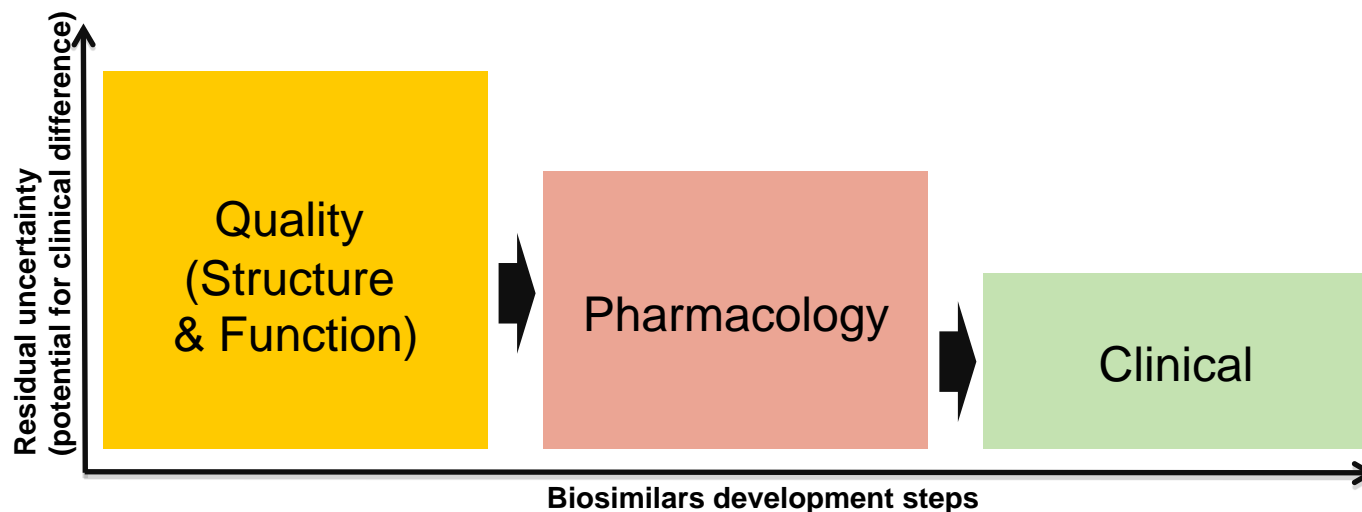 Residual uncertainty
(potential for clinical difference)
Quality
(Structure
& Function)
Pharmacology
Clinical
Biosimilars development steps